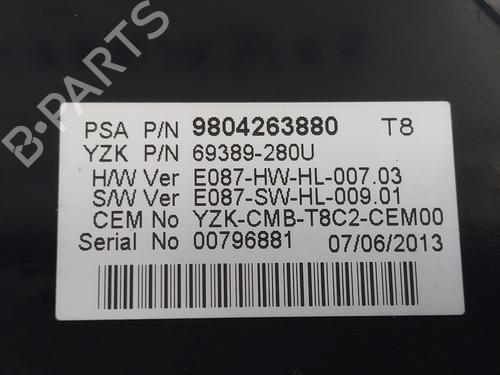 B-PARTS
PSA P/N 9804263880 T8
YZK P/N 69389-280U
H/W Ver E087-HW-HL-007.03
S/W Ver E087-SW-HL-009.01
CEM No YZK-CMB-T8C2-CEM00
Serial No 00796881 07/06/2013